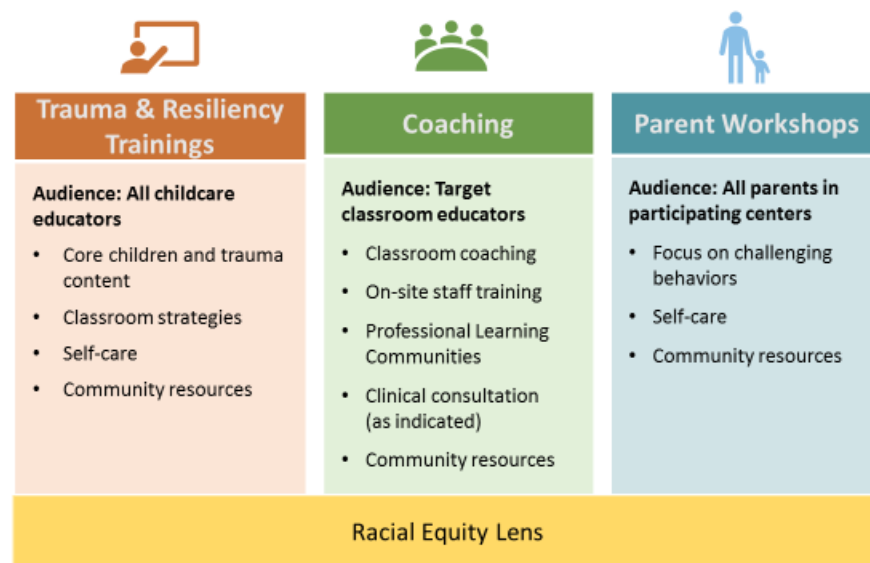 Trauma & Resiliency
Trainings
Audience: All childcare
educators
• Core children and trauma
content
• Classroom strategies
• Self-care
• Community resources
Coaching
Audience: Target
classroom educators
• Classroom coaching
• On-site staff training
• Professional Learning
Communities
• Clinical consultation
(as indicated)
• Community resources
Parent Workshops
Audience: All parents in
participating centers
• Focus on challenging
behaviors
• Self-care
• Community resources
Racial Equity Lens